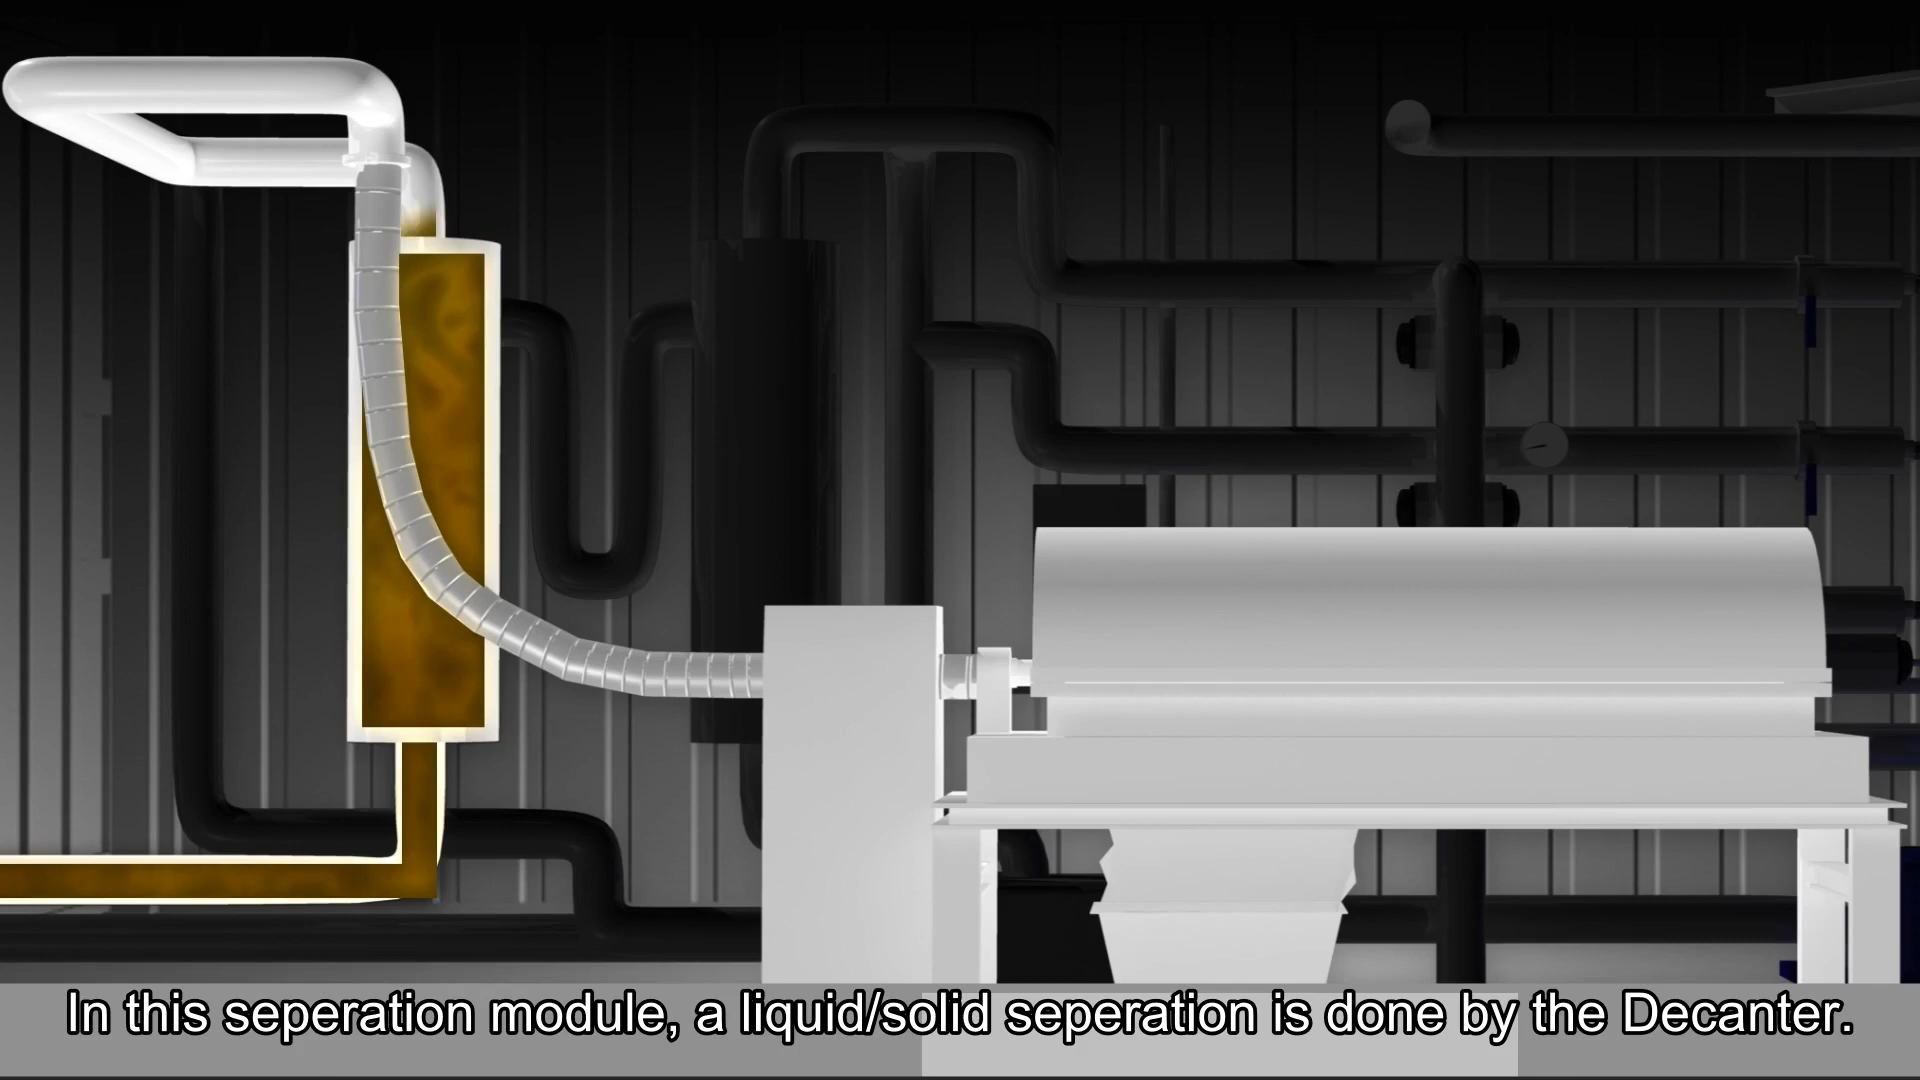 In this seperation module, a liquid/solid seperation is done by the Decanter.